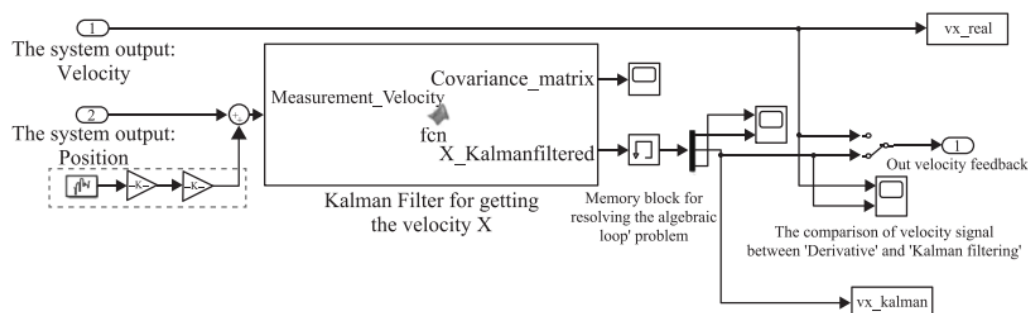 1
vx_real
The system output:
Velocity
Covariance_matrix
Measurement_Velocity
2
fcn
The system output:
Position
X_Kalmanfiltered
1
Out velocity feedback
-K-
-K-
Kalman Filter for getting
the velocity X
Memory block for
resolving the algebraic
loop' problem
The comparison of velocity signal
between 'Derivative' and 'Kalman filtering'
vx_kalman